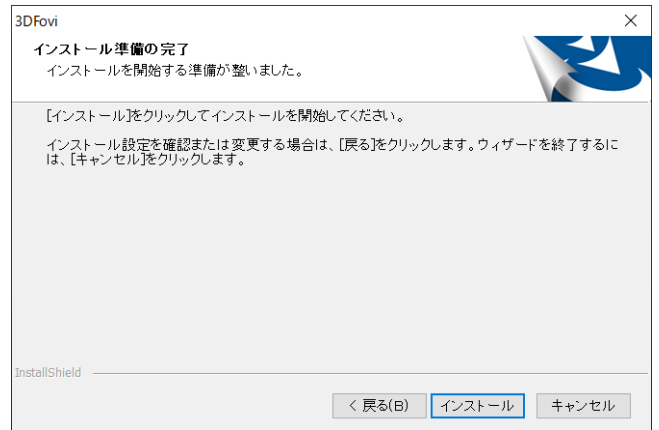 3DFovi
インストール準備の完了
インストールを開始する準備が整いました。
[インストール]をクリックしてインストールを開始してください。
インストール設定を確認または変更する場合は、[戻る]をクリックします。ウィザードを終了するに
は、[キャンセル]をクリックします。
InstallShield
< 戻る(B)
インストール
キャンセル